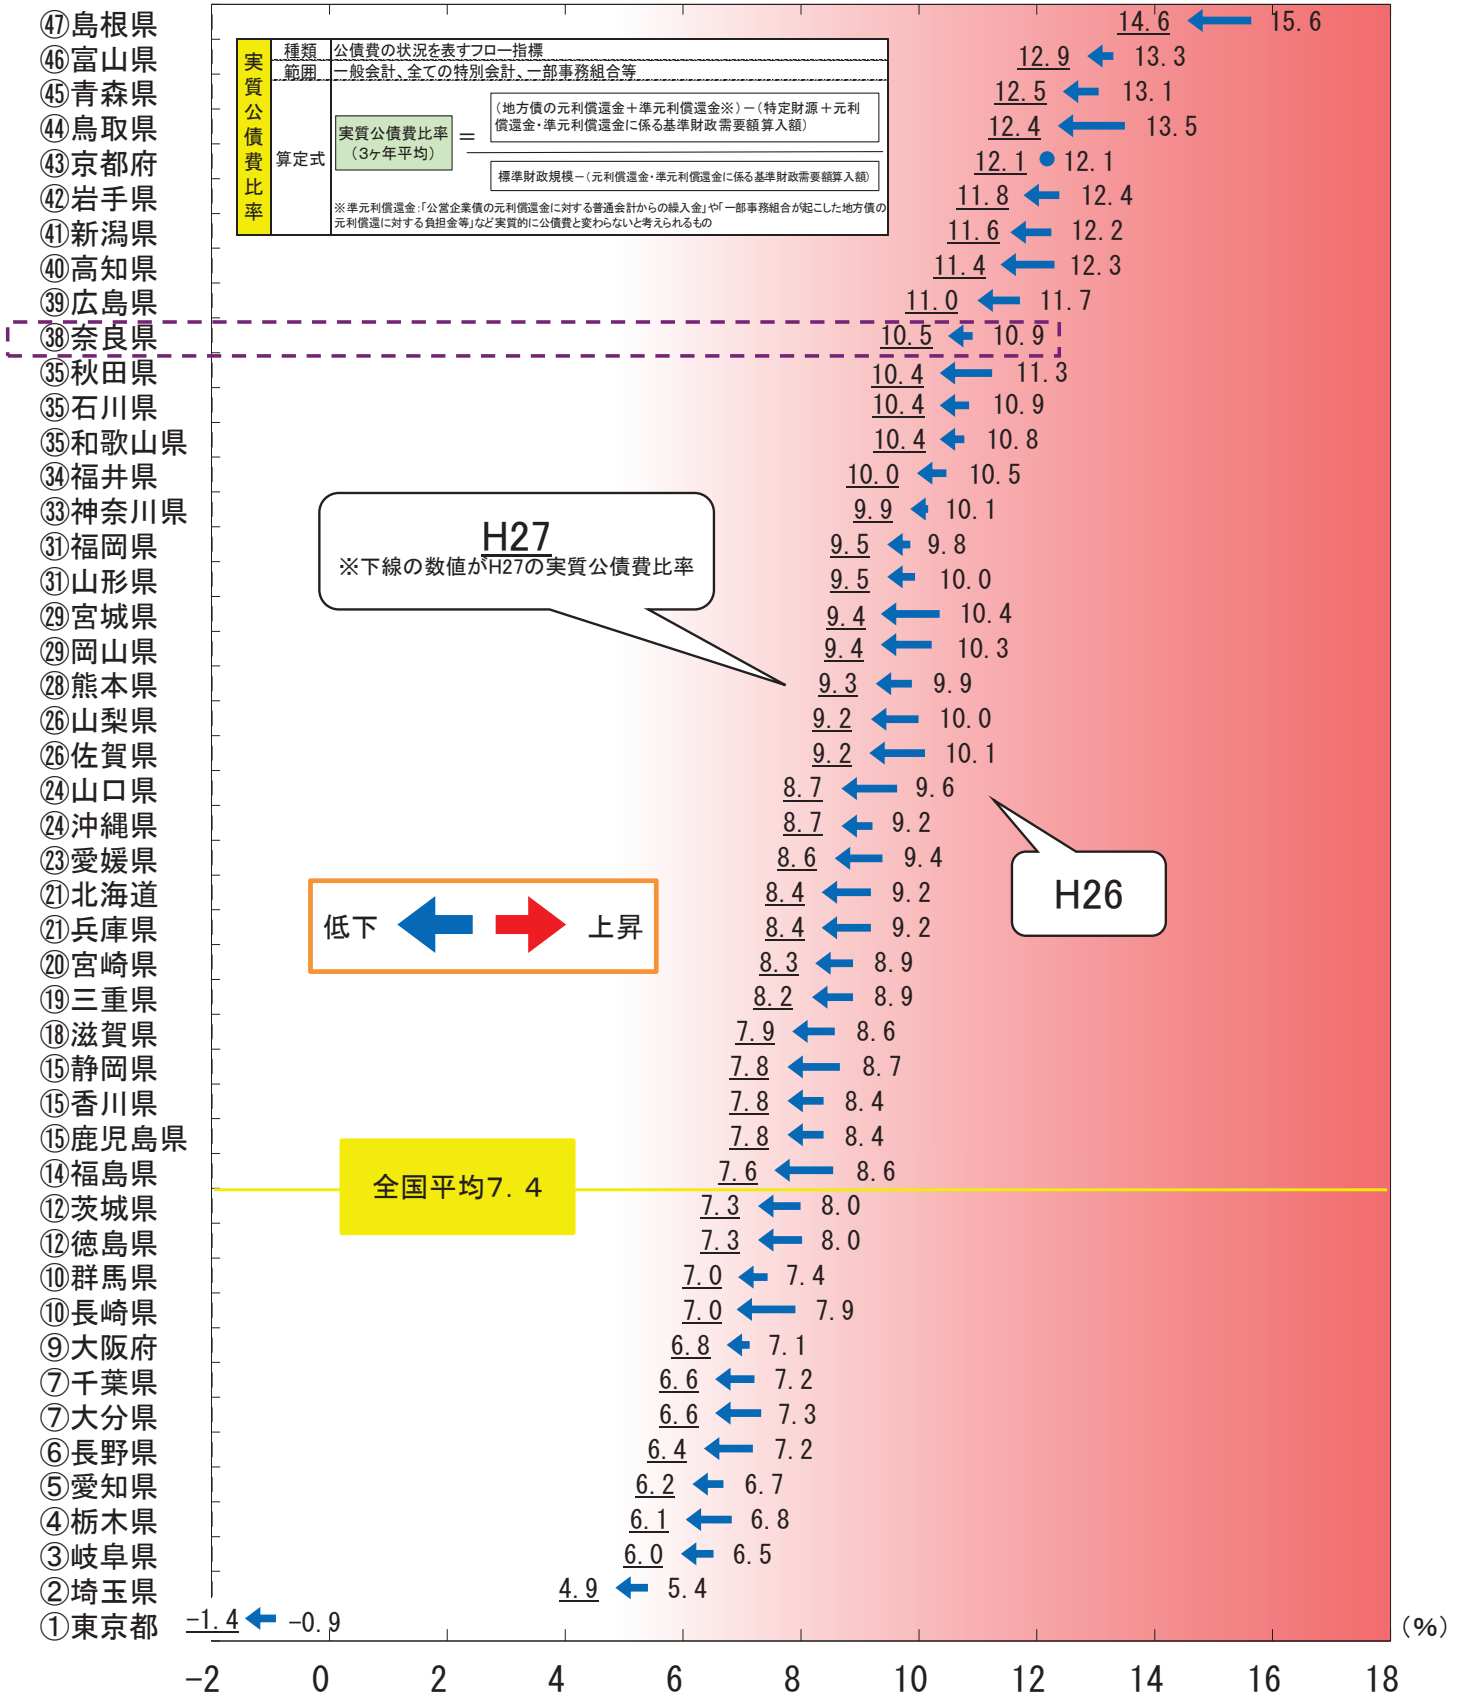 ㊼島根県 14.6 15.6
実質公債費比率
種類 公債費の状況を表すフロー指標
範囲 一般会計、全ての特別会計、一部事務組合等
算定式
実質公債費比率
（3ヶ年平均）
＝
（地方債の元利償還金＋準元利償還金※）－（特定財源＋元利
償還金・準元利償還金に係る基準財政需要額算入額）
標準財政規模－（元利償還金・準元利償還金に係る基準財政需要額算入額）
※準元利償還金：「公営企業債の元利償還金に対する普通会計からの繰入金」や「一部事務組合が起こした地方債の
元利償還に対する負担金等」など実質的に公債費と変わらないと考えられるもの
㊻富山県 12.9 13.3
㊺青森県 12.5 13.1
㊹鳥取県 12.4 13.5
㊸京都府 12.1 12.1
㊷岩手県 11.8 12.4
㊶新潟県 11.6 12.2
㊵高知県 11.4 12.3
㊴広島県 11.0 11.7
㊳奈良県 10.5 10.9
㉟秋田県 10.4 11.3
㉟石川県 10.4 10.9
㉟和歌山県 10.4 10.8
㉞福井県 10.0 10.5
㉝神奈川県 9.9 10.1
H27
※下線の数値がH27の実質公債費比率
㉛福岡県 9.5 9.8
㉛山形県 9.5 10.0
㉙宮城県 9.4 10.4
㉙岡山県 9.4 10.3
㉘熊本県 9.3 9.9
㉖山梨県 9.2 10.0
㉖佐賀県 9.2 10.1
㉔山口県 8.7 9.6
㉔沖縄県 8.7 9.2
㉓愛媛県 8.6 9.4
H26
㉑北海道 8.4 9.2
低下 上昇
㉑兵庫県 8.4 9.2
⑳宮崎県 8.3 8.9
⑲三重県 8.2 8.9
⑱滋賀県 7.9 8.6
⑮静岡県 7.8 8.7
⑮香川県 7.8 8.4
⑮鹿児島県 7.8 8.4
⑭福島県 7.6 8.6
全国平均7.4
⑫茨城県 7.3 8.0
⑫徳島県 7.3 8.0
⑩群馬県 7.0 7.4
⑩長崎県 7.0 7.9
⑨大阪府 6.8 7.1
⑦千葉県 6.6 7.2
⑦大分県 6.6 7.3
⑥長野県 6.4 7.2
⑤愛知県 6.2 6.7
④栃木県 6.1 6.8
③岐阜県 6.0 6.5
②埼玉県 4.9 5.4
①東京都 -1.4 -0.9
（%）
-2 0 2 4 6 8 10 12 14 16 18